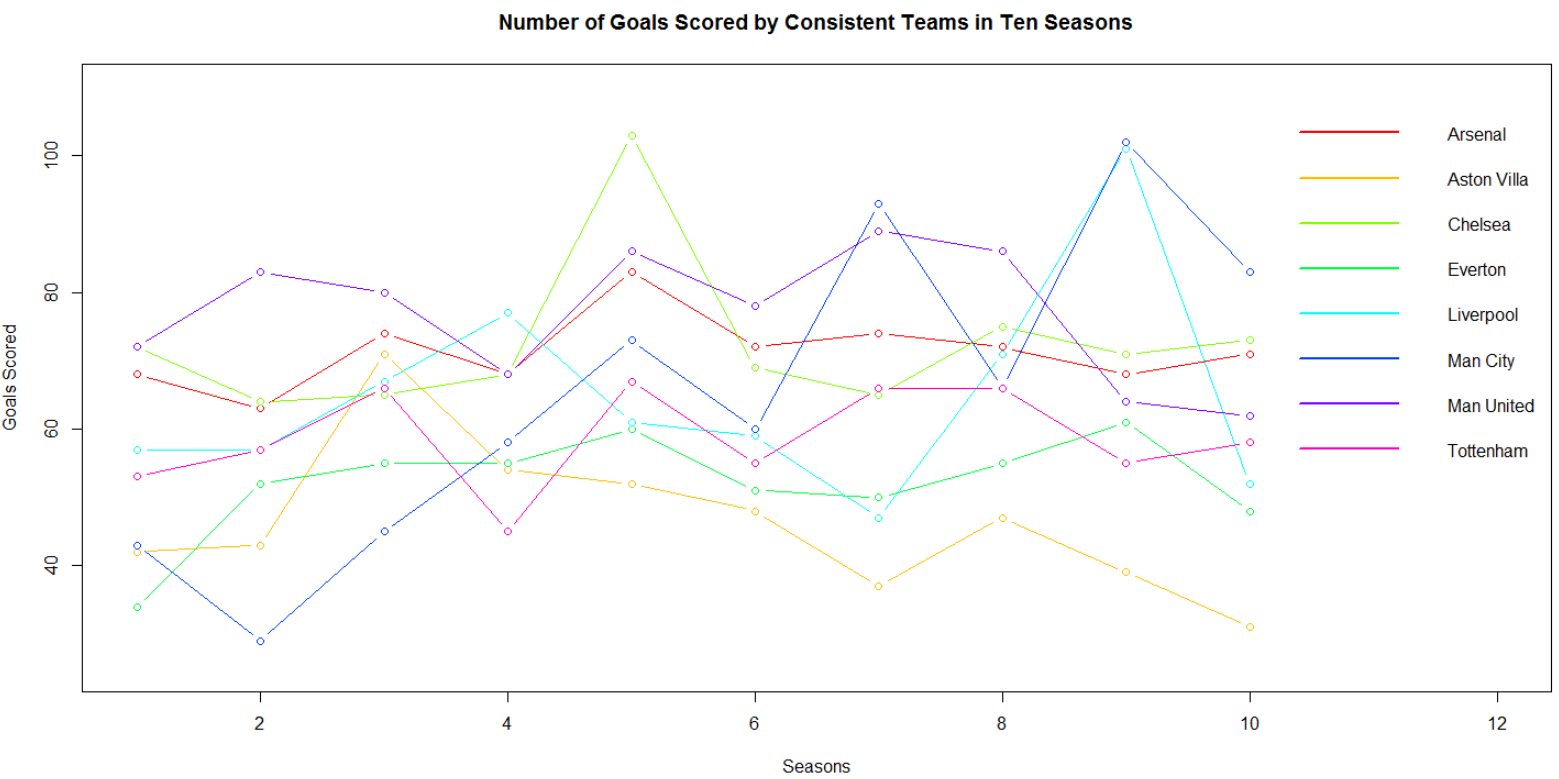 Number of Goals Scored by Consistent Teams in Ten Seasons
Goals Scored
100
80
60
40
Arsenal
Aston Villa
Chelsea
Everton
Liverpool
Man City
Man United
Tottenham
2 4 6 8 10 12
Seasons